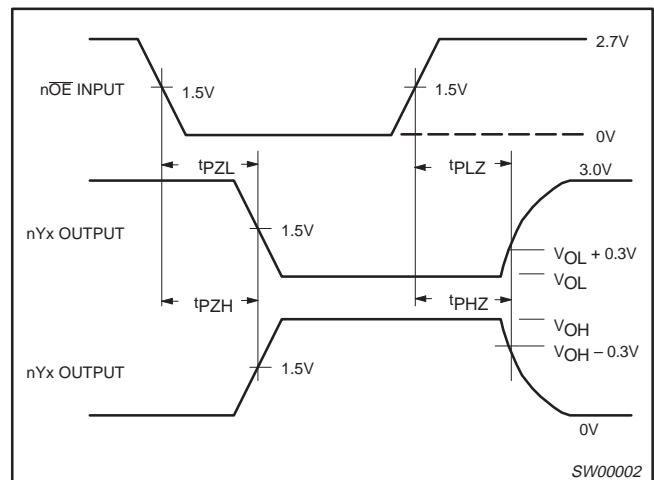 2.7V
nO̅E̅ INPUT
1.5V
1.5V
0V
tPZL
tPLZ
3.0V
nYx OUTPUT
1.5V
VOL + 0.3V
VOL
tPZH
tPHZ
VOH
VOH – 0.3V
nYx OUTPUT
1.5V
0V
SW00002